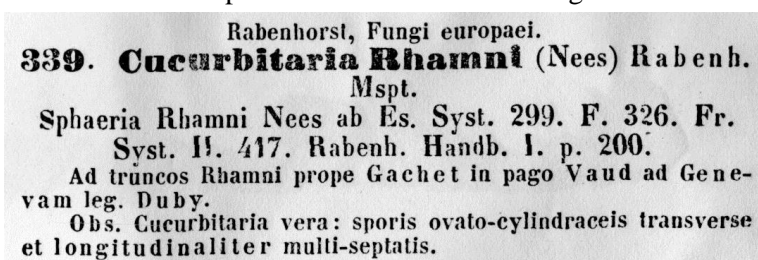 Rabenhorst, Fungi europaei.
339. Cucurbitaria Rhamni (Nees) Rabenh.
Mspt.
Sphaeria Rhamni Nees ab Es. Syst. 299. F. 326. Fr.
Syst. II. 417. Rabenh. Handb. I. p. 200.
Ad truncos Rhamni prope Gachet in pago Vaud ad Gene-
vam leg. Duby.
Obs. Cucurbitaria vera: sporis ovato-cylindraceis transverse
et longitudinaliter multi-septatis.